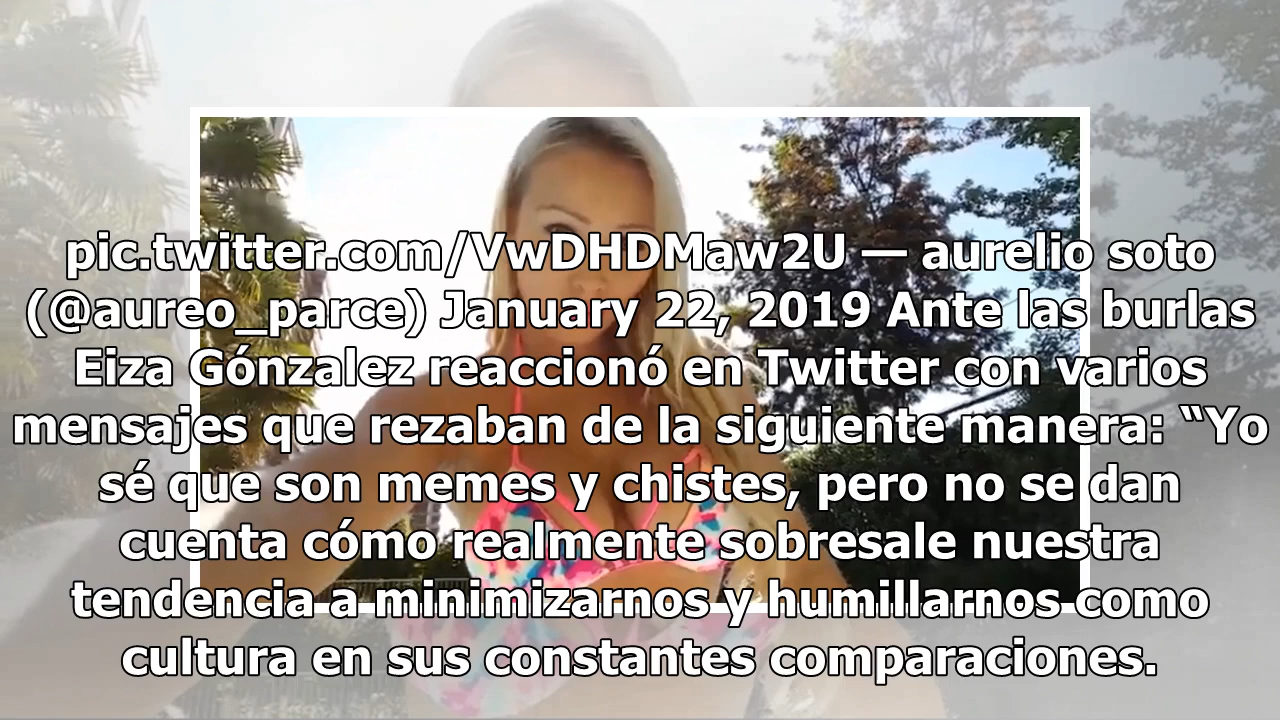 pic.twitter.com/VwDHDMaw2U — aurelio soto
(@aureo_parce) January 22, 2019 Ante las burlas
Eiza Gónzalez reaccionó en Twitter con varios
mensajes que rezaban de la siguiente manera: “Yo
sé que son memes y chistes, pero no se dan
cuenta cómo realmente sobresale nuestra
tendencia a minimizarnos y humillarnos como
cultura en sus constantes comparaciones.